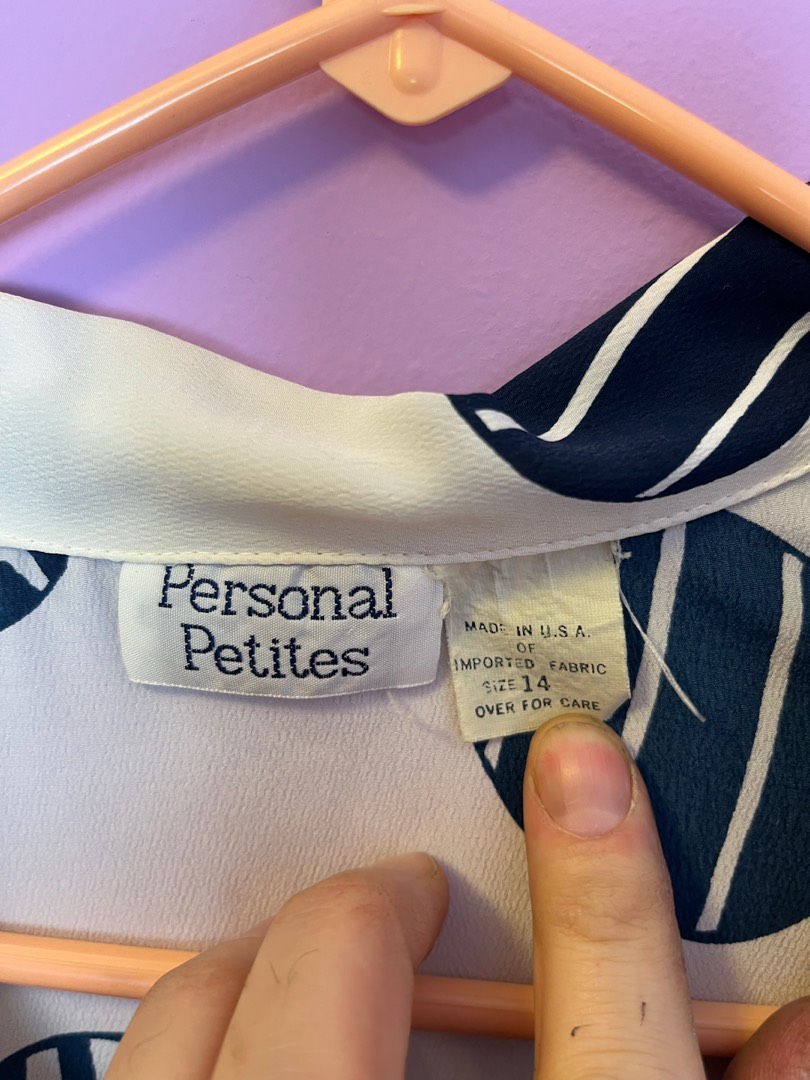 Personal
Petites
MADE IN U.S.A.
OF
IMPORTED FABRIC
SIZE 14
OVER FOR CARE